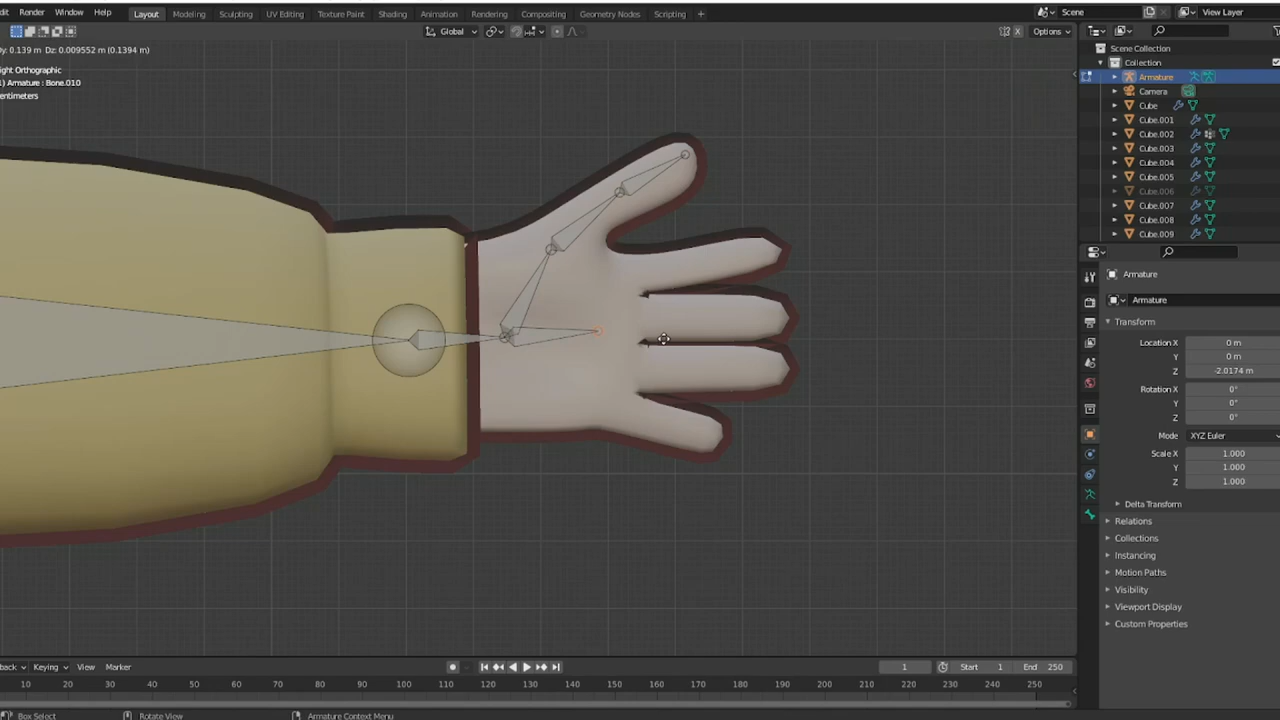 dit Render Window Help Layout Modeling Sculpting UV Editing Texture Paint Shading Animation Rendering Compositing Geometry Nodes Scripting + Scene View Layer
Global Options
y: 0.139 m Dz: 0.009552 m (0.1394 m)
ight Orthographic
) Armature : Bone.010
entimeters
Scene Collection
Collection
Armature
Camera
Cube
Cube.001
Cube.002
Cube.003
Cube.004
Cube.005
Cube.006
Cube.007
Cube.008
Cube.009
Armature
Armature
Transform
Location X 0 m
Y 0 m
Z -2.0174 m
Rotation X 0°
Y 0°
Z 0°
Mode XYZ Euler
Scale X 1.000
Y 1.000
Z 1.000
Delta Transform
Relations
Collections
Instancing
Motion Paths
Visibility
Viewport Display
Custom Properties
back Keying View Marker 1 Start 1 End 250
10 20 30 40 50 60 70 80 90 100 110 120 130 140 150 160 170 180 190 200 210 220 230 240 250
Box Select Rotate View Armature Context Menu